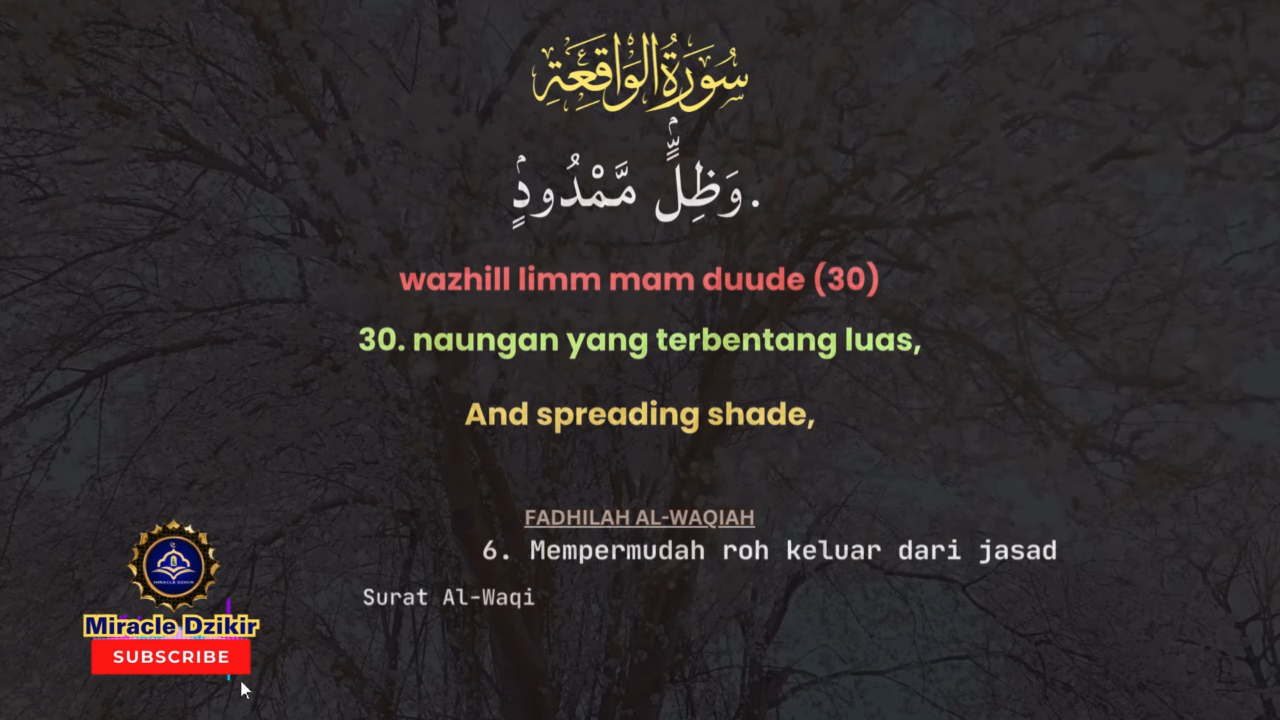 سُورَةُ الْوَاقِعَةِ
.وَظِلٍّۢ مَّمْدُودٍۢ
wazhill limm mam duude (30)
30. naungan yang terbentang luas,
And spreading shade,
FADHILAH AL-WAQIAH
6. Mempermudah roh keluar dari jasad
Surat Al-Waqi
Miracle Dzikir
SUBSCRIBE